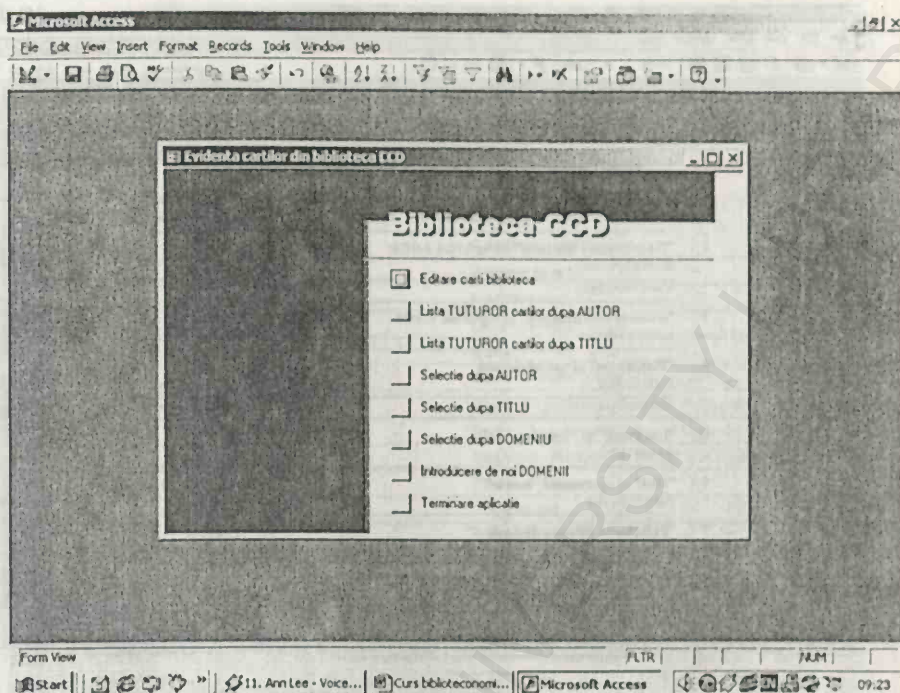 Microsoft Access
File Edit View Insert Format Records Tools Window Help
Evidenta cartilor din biblioteca CCD
Biblioteca CCD
Editare carti biblioteca
Lista TUTUROR cartilor dupa AUTOR
Lista TUTUROR cartilor dupa TITLU
Selectie dupa AUTOR
Selectie dupa TITLU
Selectie dupa DOMENIU
Introducere de noi DOMENII
Terminare aplicatie
Form View FLTR NUM
Start 11. Ann Lee - Voice... Curs biblioteconomi... Microsoft Access 09:23